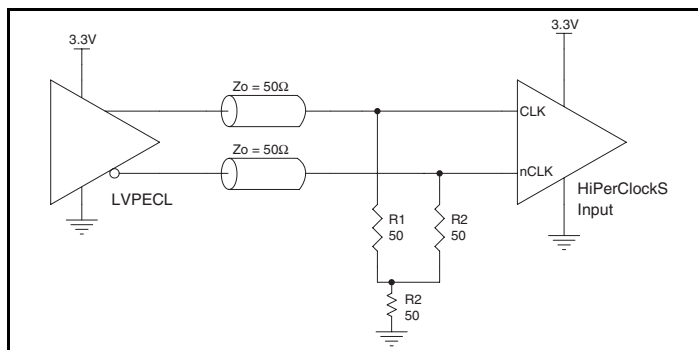 3.3V
3.3V
Zo = 50Ω
CLK
Zo = 50Ω
nCLK
LVPECL
HiPerClockS
Input
R1
50
R2
50
R2
50